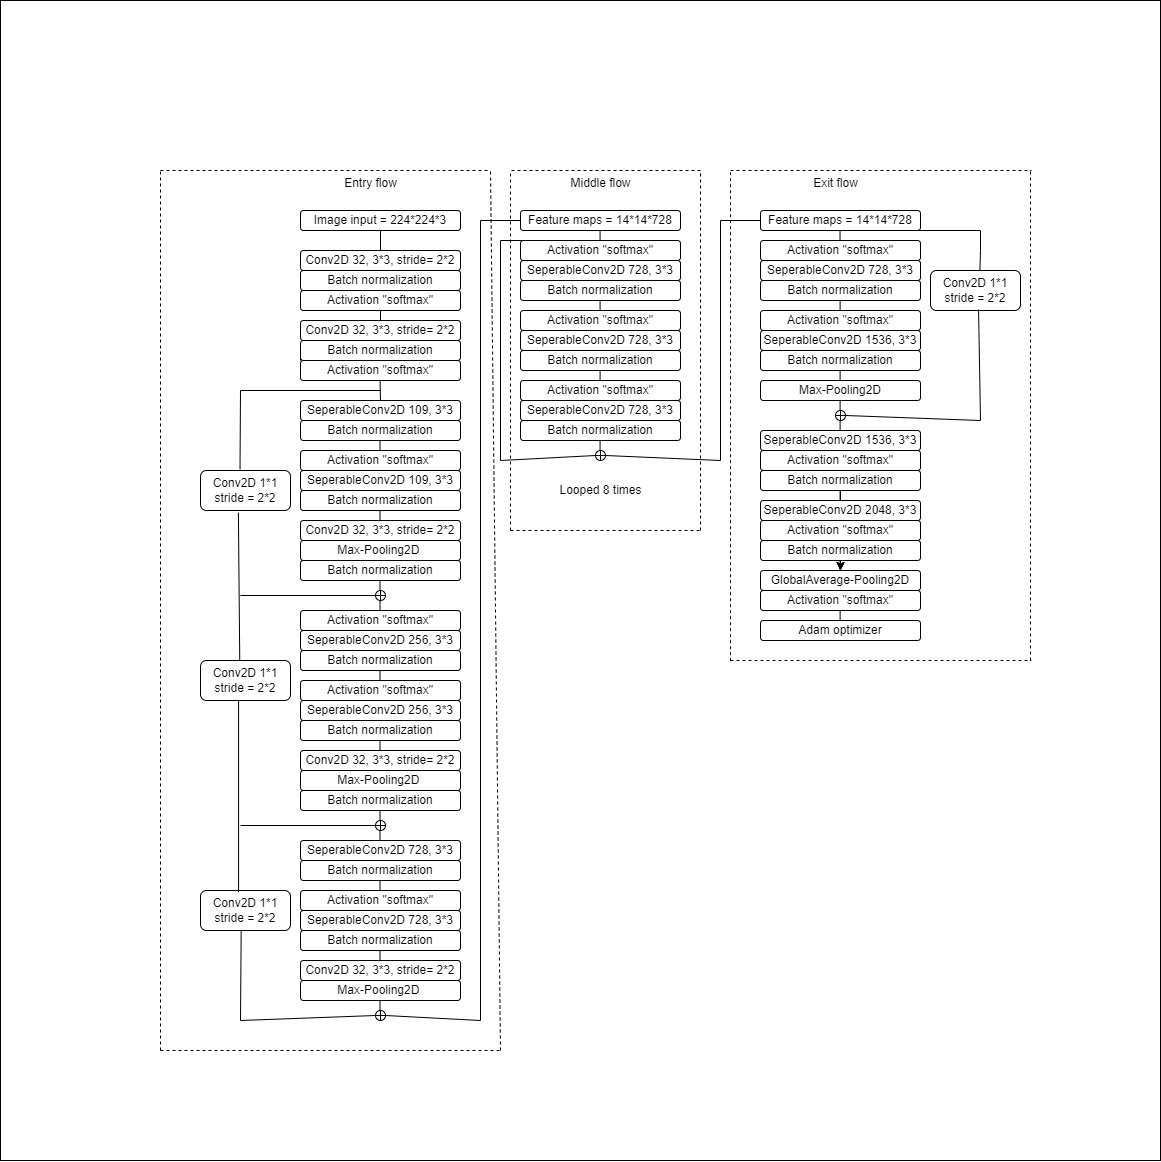 Entry flow
Image input = 224*224*3
Conv2D 32, 3*3, stride= 2*2
Batch normalization
Activation "softmax"
Conv2D 32, 3*3, stride= 2*2
Batch normalization
Activation "softmax"
SeperableConv2D 109, 3*3
Batch normalization
Activation "softmax"
SeperableConv2D 109, 3*3
Batch normalization
Conv2D 1*1
stride = 2*2
Conv2D 32, 3*3, stride= 2*2
Max-Pooling2D
Batch normalization
Activation "softmax"
SeperableConv2D 256, 3*3
Batch normalization
Conv2D 1*1
stride = 2*2
Activation "softmax"
SeperableConv2D 256, 3*3
Batch normalization
Conv2D 32, 3*3, stride= 2*2
Max-Pooling2D
Batch normalization
SeperableConv2D 728, 3*3
Batch normalization
Conv2D 1*1
stride = 2*2
Activation "softmax"
SeperableConv2D 728, 3*3
Batch normalization
Conv2D 32, 3*3, stride= 2*2
Max-Pooling2D
Middle flow
Feature maps = 14*14*728
Activation "softmax"
SeperableConv2D 728, 3*3
Batch normalization
Activation "softmax"
SeperableConv2D 728, 3*3
Batch normalization
Activation "softmax"
SeperableConv2D 728, 3*3
Batch normalization
Looped 8 times
Exit flow
Feature maps = 14*14*728
Activation "softmax"
SeperableConv2D 728, 3*3
Batch normalization
Conv2D 1*1
stride = 2*2
Activation "softmax"
SeperableConv2D 1536, 3*3
Batch normalization
Max-Pooling2D
SeperableConv2D 1536, 3*3
Activation "softmax"
Batch normalization
SeperableConv2D 2048, 3*3
Activation "softmax"
Batch normalization
GlobalAverage-Pooling2D
Activation "softmax"
Adam optimizer